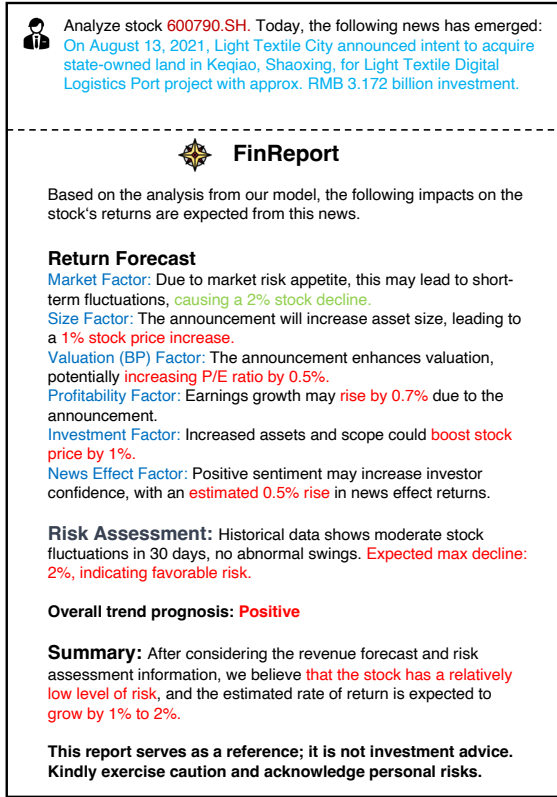 Analyze stock 600790.SH. Today, the following news has emerged:
On August 13, 2021, Light Textile City announced intent to acquire
state-owned land in Keqiao, Shaoxing, for Light Textile Digital
Logistics Port project with approx. RMB 3.172 billion investment.
FinReport
Based on the analysis from our model, the following impacts on the
stock‘s returns are expected from this news.
Return Forecast
Market Factor: Due to market risk appetite, this may lead to short-
term fluctuations, causing a 2% stock decline.
Size Factor: The announcement will increase asset size, leading to
a 1% stock price increase.
Valuation (BP) Factor: The announcement enhances valuation,
potentially increasing P/E ratio by 0.5%.
Profitability Factor: Earnings growth may rise by 0.7% due to the
announcement.
Investment Factor: Increased assets and scope could boost stock
price by 1%.
News Effect Factor: Positive sentiment may increase investor
confidence, with an estimated 0.5% rise in news effect returns.
Risk Assessment: Historical data shows moderate stock
fluctuations in 30 days, no abnormal swings. Expected max decline:
2%, indicating favorable risk.
Overall trend prognosis: Positive
Summary: After considering the revenue forecast and risk
assessment information, we believe that the stock has a relatively
low level of risk, and the estimated rate of return is expected to
grow by 1% to 2%.
This report serves as a reference; it is not investment advice.
Kindly exercise caution and acknowledge personal risks.